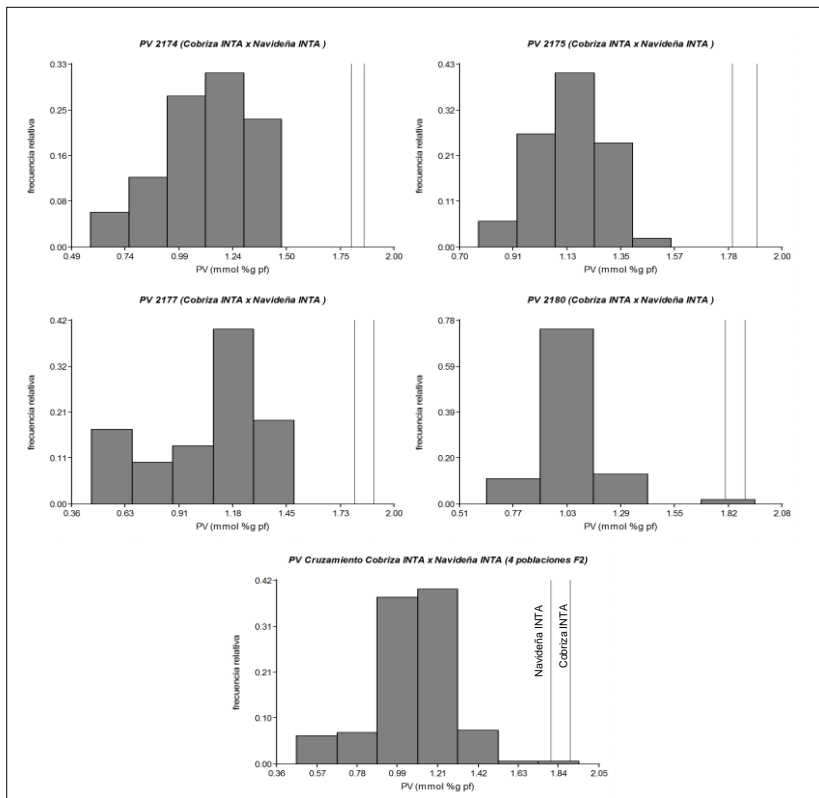 PV 2174 (Cobriza INTA x Navideña INTA )
0.33
0.25
0.16
0.08
0.00
frecuencia relativa
0.49 0.74 0.99 1.24 1.50 1.75 2.00
PV (mmol %g pf)
PV 2175 (Cobriza INTA x Navideña INTA )
0.43
0.32
0.21
0.11
0.00
frecuencia relativa
0.70 0.91 1.13 1.35 1.57 1.78 2.00
PV (mmol %g pf)
PV 2177 (Cobriza INTA x Navideña INTA )
0.42
0.32
0.21
0.11
0.00
frecuencia relativa
0.36 0.63 0.91 1.18 1.45 1.73 2.00
PV (mmol %g pf)
PV 2180 (Cobriza INTA x Navideña INTA )
0.78
0.59
0.39
0.20
0.00
frecuencia relativa
0.51 0.77 1.03 1.29 1.55 1.82 2.08
PV (mmol %g pf)
PV Cruzamiento Cobriza INTA x Navideña INTA (4 poblaciones F2)
0.42
0.31
0.21
0.10
0.00
frecuencia relativa
Navideña INTA
Cobriza INTA
0.36 0.57 0.78 0.99 1.21 1.42 1.63 1.84 2.05
PV (mmol %g pf)